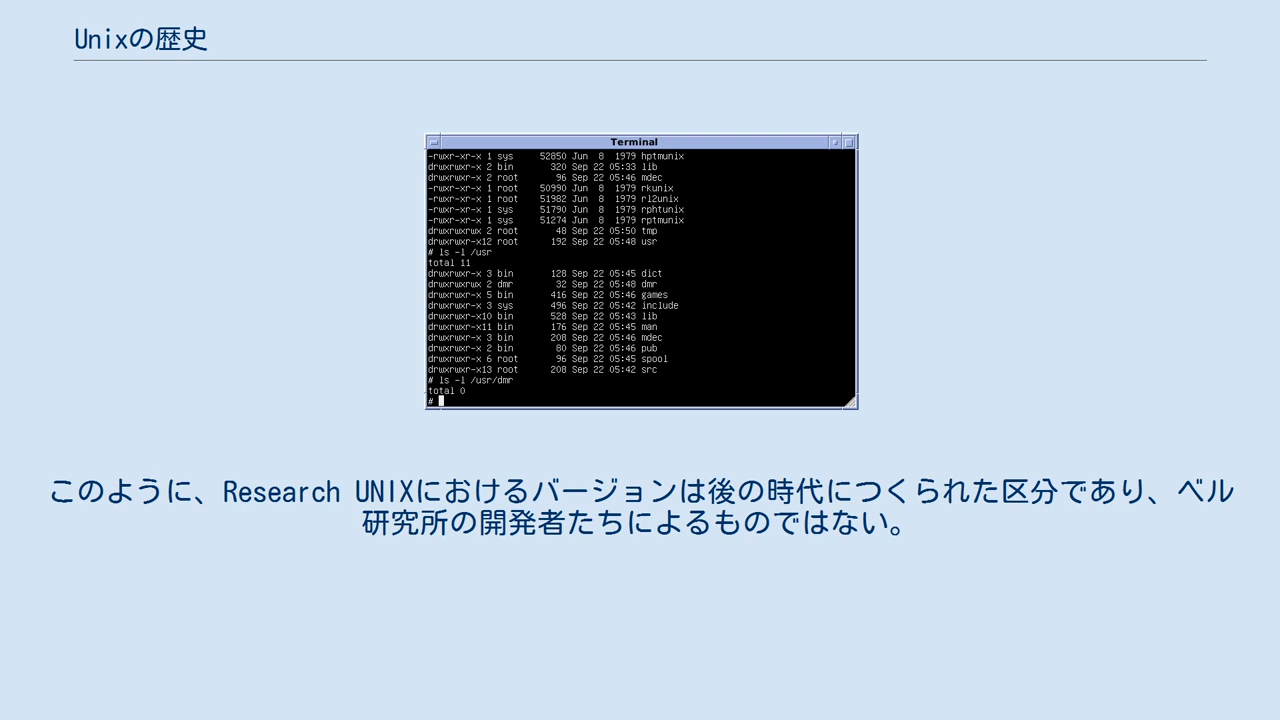 Unixの歴史
Terminal
-rwxr-xr-x 1 sys     52850 Jun  8  1979 hptmunix
drwxrwxr-x 2 bin       320 Sep 22 05:33 lib
drwxrwxr-x 2 root       96 Sep 22 05:46 mdec
-rwxr-xr-x 1 root    50990 Jun  8  1979 rkunix
-rwxr-xr-x 1 root    51982 Jun  8  1979 rl2unix
-rwxr-xr-x 1 sys     51790 Jun  8  1979 rphtunix
-rwxr-xr-x 1 sys     51274 Jun  8  1979 rptmunix
drwxrwxrwx 2 root       48 Sep 22 05:50 tmp
drwxrwxr-x12 root      192 Sep 22 05:48 usr
# ls -l /usr
total 11
drwxrwxr-x 3 bin       128 Sep 22 05:45 dict
drwxrwxrwx 2 dmr        32 Sep 22 05:48 dmr
drwxrwxr-x 5 bin       416 Sep 22 05:46 games
drwxrwxr-x 3 sys       496 Sep 22 05:42 include
drwxrwxr-x10 bin       528 Sep 22 05:43 lib
drwxrwxr-x11 bin       176 Sep 22 05:45 man
drwxrwxr-x 3 bin       208 Sep 22 05:46 mdec
drwxrwxr-x 2 bin        80 Sep 22 05:46 pub
drwxrwxr-x 6 root       96 Sep 22 05:45 spool
drwxrwxr-x13 root      208 Sep 22 05:42 src
# ls -l /usr/dmr
total 0
#
このように、Research UNIXにおけるバージョンは後の時代につくられた区分であり、ベル
研究所の開発者たちによるものではない。